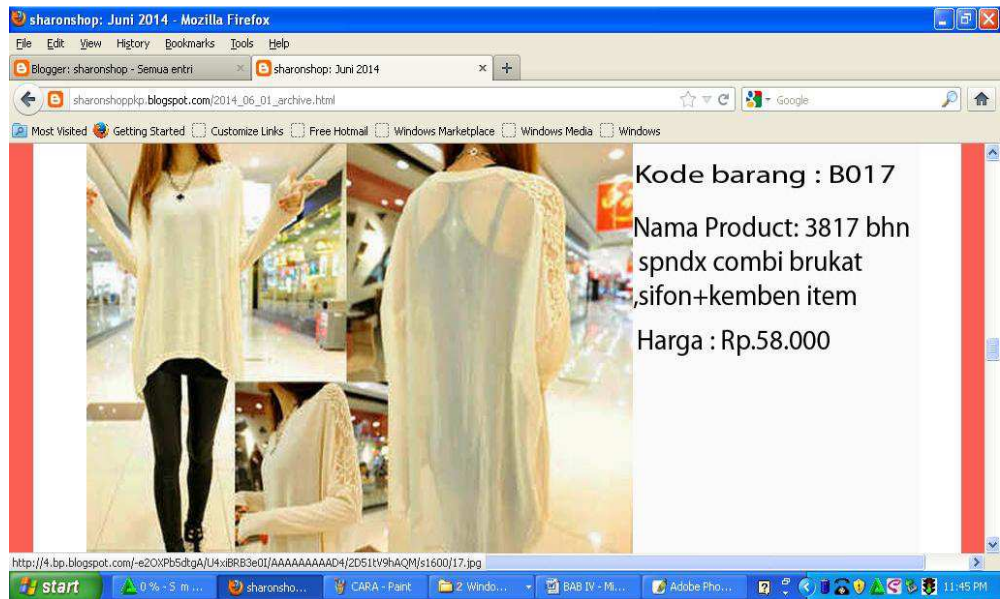 sharonshop: Juni 2014 - Mozilla Firefox
File Edit View History Bookmarks Tools Help
Blogger: sharonshop - Semua entri
sharonshop: Juni 2014
sharonshoppkp.blogspot.com/2014_06_01_archive.html
Google
Most Visited Getting Started Customize Links Free Hotmail Windows Marketplace Windows Media Windows
Kode barang : B017
Nama Product: 3817 bhn
spndx combi brukat
,sifon+kemben item
Harga : Rp.58.000
http://4.bp.blogspot.com/-e2OXPb5dtgA/U4xiBRB3e0I/AAAAAAAAAD4/2D51tV9hAQM/s1600/17.jpg
start 0 % - S m ... sharonsho... CARA - Paint 2 Windo... BAB IV - Mi... Adobe Pho... 11:45 PM